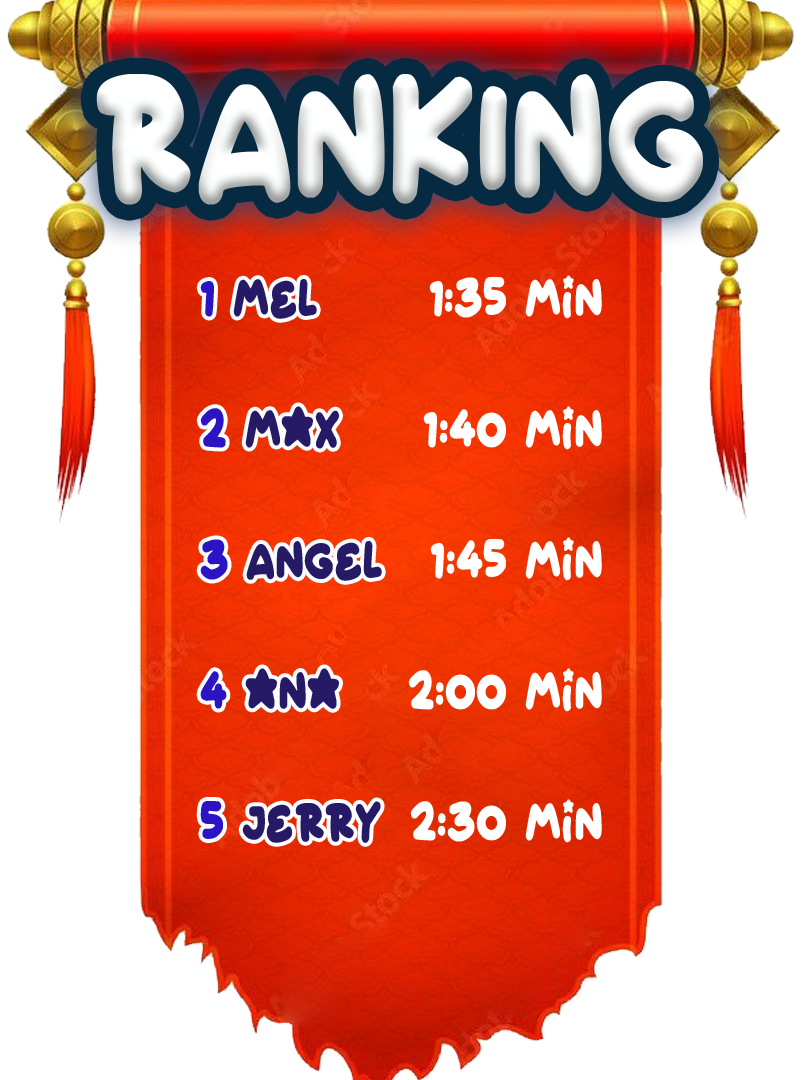 RANKING
1 MEL 1:35 MiN
2 M★X 1:40 MiN
3 ANGEL 1:45 MiN
4 ★N★ 2:00 MiN
5 JERRY 2:30 MiN